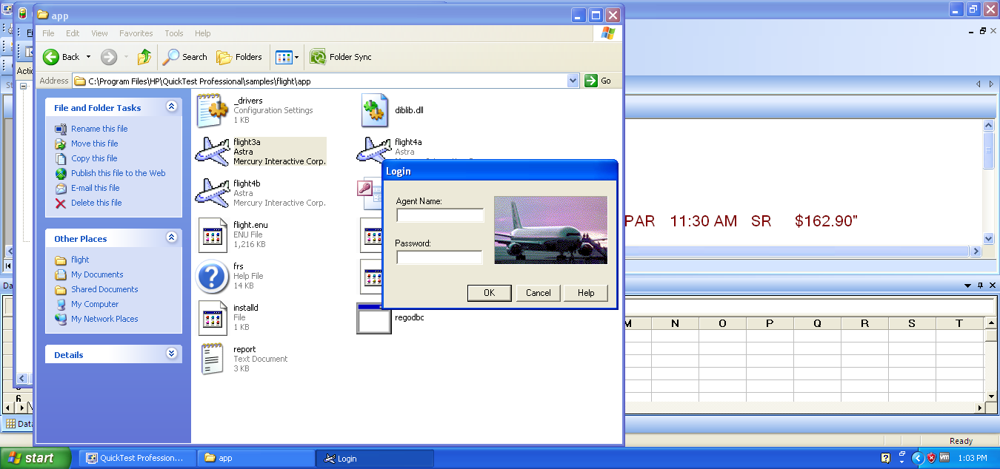 app
File Edit View Favorites Tools Help
Back Search Folders Folder Sync
Address C:\Program Files\HP\QuickTest Professional\samples\flight\app Go
File and Folder Tasks
Rename this file
Move this file
Copy this file
Publish this file to the Web
E-mail this file
Delete this file
Other Places
flight
My Documents
Shared Documents
My Computer
My Network Places
Details
_drivers
Configuration Settings
1 KB
diblib.dll
flight3a
Astra
Mercury Interactive Corp.
flight4a
Astra
flight4b
Astra
Mercury Interactive Corp.
flight.enu
ENU File
1,216 KB
frs
Help File
14 KB
installd
File
1 KB
regodbc
report
Text Document
3 KB
Login
Agent Name:
Password:
OK Cancel Help
PAR 11:30 AM SR $162.90"
M N O P Q R S T
6
Ready
start QuickTest Profession... app Login vm 1:03 PM